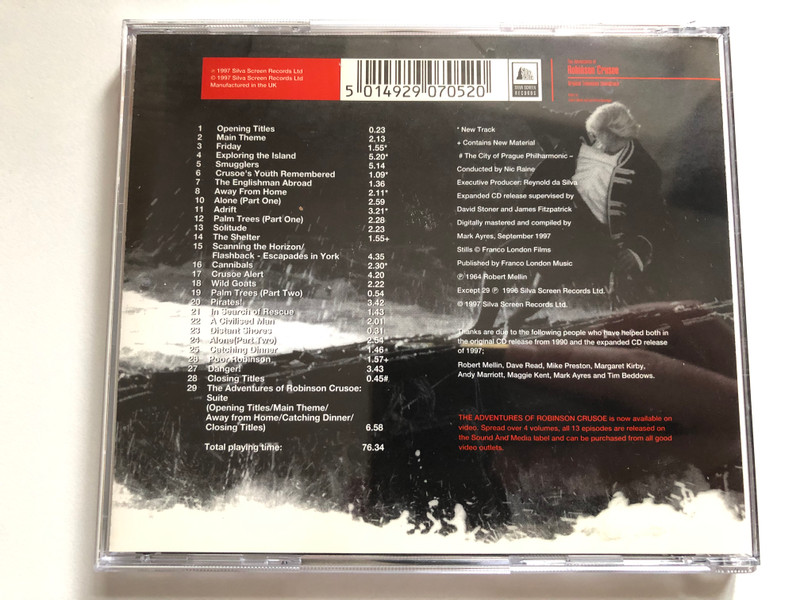 ℗ 1997 Silva Screen Records Ltd
© 1997 Silva Screen Records Ltd
Manufactured in the UK
5 014929 070520
SILVA SCREEN
RECORDS
Robinson Crusoe
1 Opening Titles 0.23
2 Main Theme 2.13
3 Friday 1.55*
4 Exploring the Island 5.20*
5 Smugglers 5.14
6 Crusoe's Youth Remembered 1.09*
7 The Englishman Abroad 1.36
8 Away From Home 2.11*
10 Alone (Part One) 2.59
11 Adrift 3.21*
12 Palm Trees (Part One) 2.28
13 Solitude 2.23
14 The Shelter 1.55+
15 Scanning the Horizon/
Flashback - Escapades in York 4.35
16 Cannibals 2.30*
17 Crusoe Alert 4.20
18 Wild Goats 2.22
19 Palm Trees (Part Two) 0.54
20 Pirates! 3.42
21 In Search of Rescue 1.43
22 A Civilised Man 2.01!
23 Distant Shores 0.31
24 Alone(Part Two) 2.54
25 Catching Dinner 1.46
26 Poor Robinson 1.57+
27 Danger! 3.43
28 Closing Titles 0.45#
29 The Adventures of Robinson Crusoe:
Suite
(Opening Titles/Main Theme/
Away from Home/Catching Dinner/
Closing Titles) 6.58
Total playing time: 76.34
* New Track
+ Contains New Material
# The City of Prague Philharmonic –
Conducted by Nic Raine
Executive Producer: Reynold da Silva
Expanded CD release supervised by
David Stoner and James Fitzpatrick
Digitally mastered and compiled by
Mark Ayres, September 1997
Stills © Franco London Films
Published by Franco London Music
℗ 1964 Robert Mellin
Except 29 ℗ 1996 Silva Screen Records Ltd.
© 1997 Silva Screen Records Ltd.
Thanks are due to the following people who have helped both in
the original CD release from 1990 and the expanded CD release
of 1997;
Robert Mellin, Dave Read, Mike Preston, Margaret Kirby,
Andy Marriott, Maggie Kent, Mark Ayres and Tim Beddows.
THE ADVENTURES OF ROBINSON CRUSOE is now available on
video. Spread over 4 volumes, all 13 episodes are released on
the Sound And Media label and can be purchased from all good
video outlets.